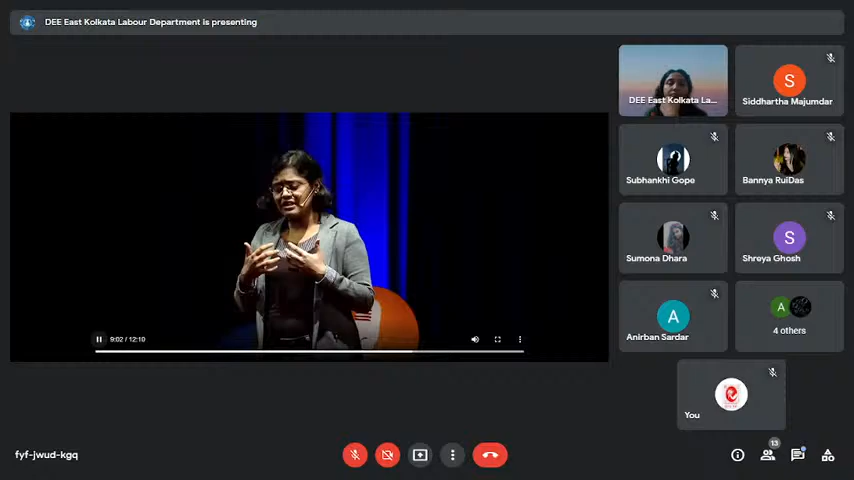 DEE East Kolkata Labour Department is presenting
DEE East Kolkata La...
S
Siddhartha Majumdar
Subhankhi Gope
Bannya RuiDas
Sumona Dhara
S
Shreya Ghosh
A
Anirban Sardar
A
4 others
You
9:02 / 12:10
fyf-jwud-kgq
13